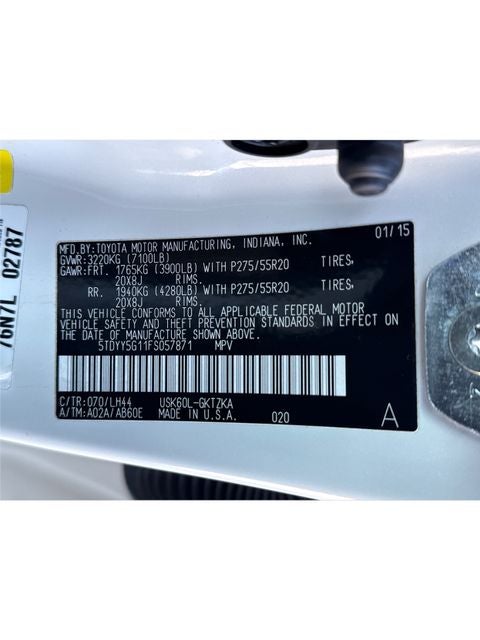 MFD.BY:TOYOTA MOTOR MANUFACTURING, INDIANA, INC. 01/15
GVWR:3220KG (7100LB)
GAWR:FRT. 1765KG (3900LB) WITH P275/55R20 TIRES,
20X8J RIMS.
RR. 1940KG (4280LB) WITH P275/55R20 TIRES,
20X8J RIMS.
THIS VEHICLE CONFORMS TO ALL APPLICABLE FEDERAL MOTOR
VEHICLE SAFETY STANDARDS IN EFFECT ON THE
DATE OF MANUFACTURE SHOWN ABOVE.
5TDYY5G11FS057871 MPV
C/TR:070/LH44 USK60L-GKTZKA
A/TM:A02A/AB60E MADE IN U.S.A. 020 A
76N7L 02787